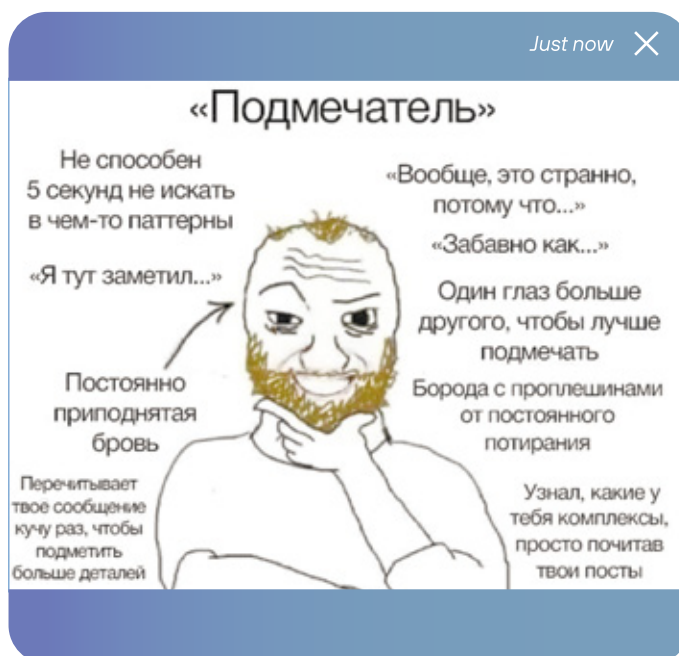 Just now
«Подмечатель»
Не способен
5 секунд не искать
в чем-то паттерны
«Вообще, это странно,
потому что...»
«Забавно как...»
«Я тут заметил...»
Один глаз больше
другого, чтобы лучше
подмечать
Постоянно
приподнятая
бровь
Борода с проплешинами
от постоянного
потирания
Перечитывает
твое сообщение
кучу раз, чтобы
подметить
больше деталей
Узнал, какие у
тебя комплексы,
просто почитав
твои посты